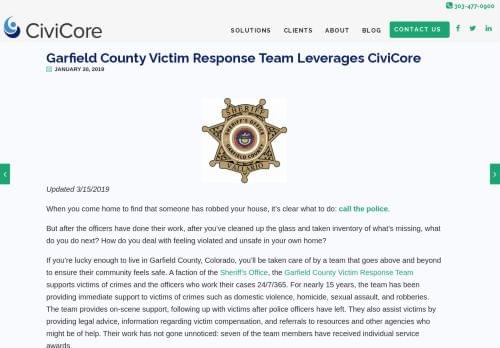 303-477-0900
CiviCore
SOLUTIONS CLIENTS ABOUT BLOG CONTACT US
Garfield County Victim Response Team Leverages CiviCore
JANUARY 30, 2019
SHERIFF
SHERIFF'S OFFICE
GARFIELD COUNTY
VALLARIO
Updated 3/15/2019
When you come home to find that someone has robbed your house, it's clear what to do: call the police.
But after the officers have done their work, after you've cleaned up the glass and taken inventory of what's missing, what
do you do next? How do you deal with feeling violated and unsafe in your own home?
If you're lucky enough to live in Garfield County, Colorado, you'll be taken care of by a team that goes above and beyond
to ensure their community feels safe. A faction of the Sheriff's Office, the Garfield County Victim Response Team
supports victims of crimes and the officers who work their cases 24/7/365. For nearly 15 years, the team has been
providing immediate support to victims of crimes such as domestic violence, homicide, sexual assault, and robberies.
The team provides on-scene support, following up with victims after police officers have left. They also assist victims by
providing legal advice, information regarding victim compensation, and referrals to resources and other agencies who
might be of help. Their work has not gone unnoticed: seven of the team members have received individual service
awards.